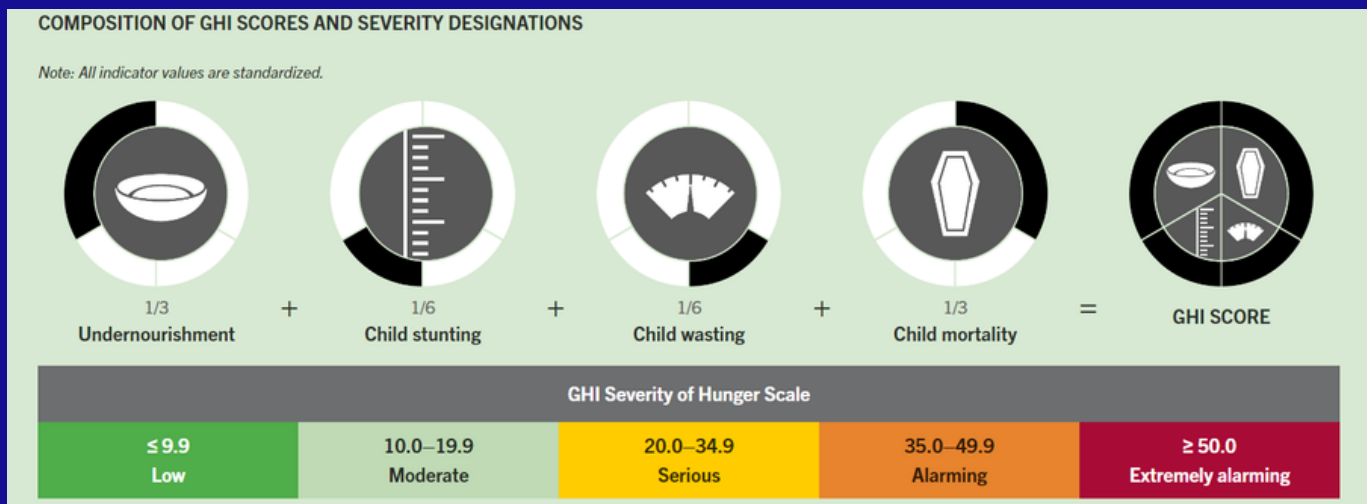 COMPOSITION OF GHI SCORES AND SEVERITY DESIGNATIONS
Note: All indicator values are standardized.
1/3 + 1/6 + 1/6 + 1/3 =
Undernourishment Child stunting Child wasting Child mortality GHI SCORE
GHI Severity of Hunger Scale
≤ 9.9 10.0–19.9 20.0–34.9 35.0–49.9 ≥ 50.0
Low Moderate Serious Alarming Extremely alarming